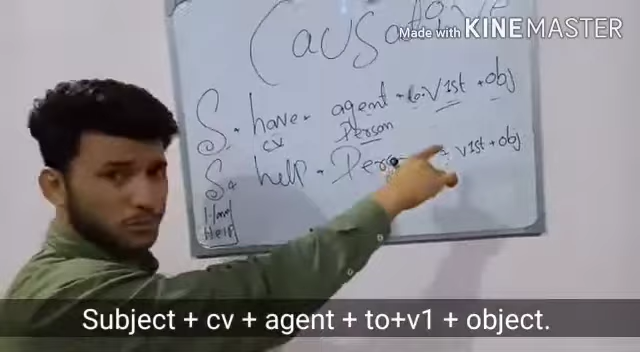 Made with KINEMASTER
Causative
S. + have + agent + to. V1st + obj
cv Person
S + help + Person V1st + obj
Help
Subject + cv + agent + to+v1 + object.